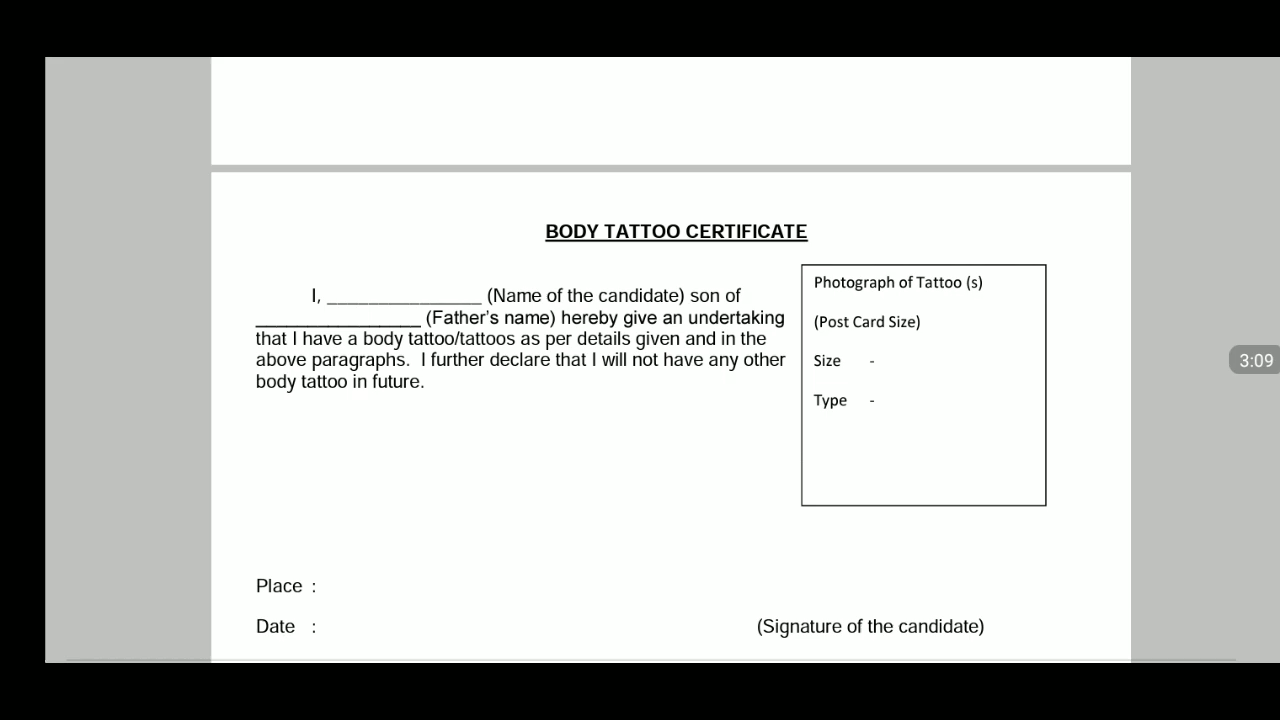 BODY TATTOO CERTIFICATE
I, _______________ (Name of the candidate) son of
________________ (Father's name) hereby give an undertaking
that I have a body tattoo/tattoos as per details given and in the
above paragraphs.  I further declare that I will not have any other
body tattoo in future.
Photograph of Tattoo (s)
(Post Card Size)
Size -
Type -
3:09
Place :
Date :
(Signature of the candidate)